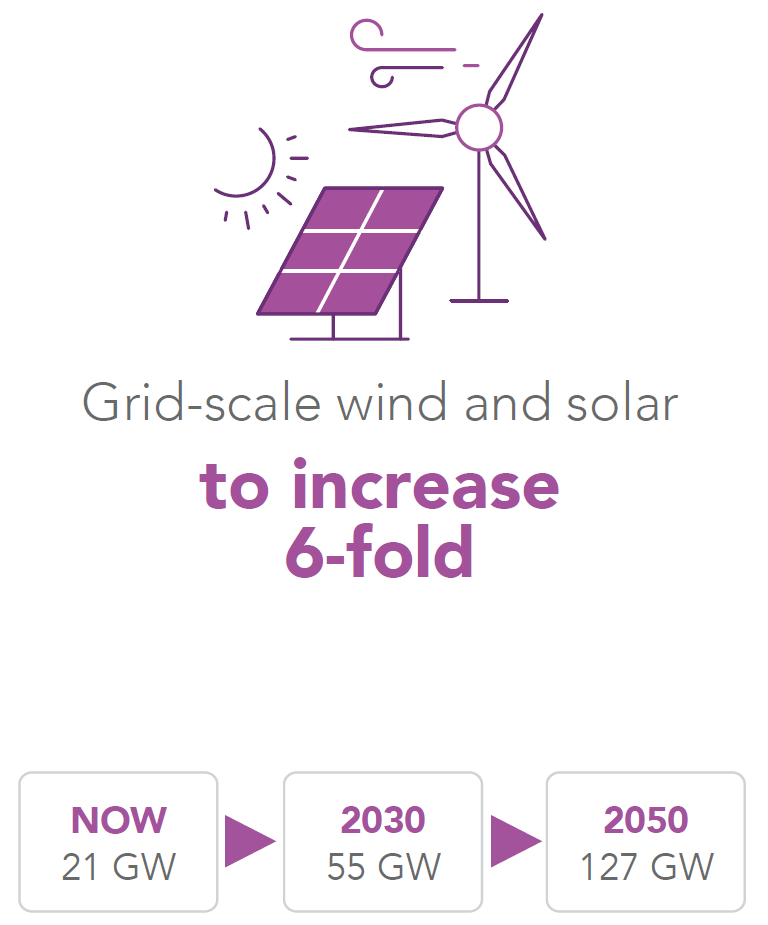 Grid-scale wind and solar
to increase
6-fold
NOW
21 GW
2030
55 GW
2050
127 GW